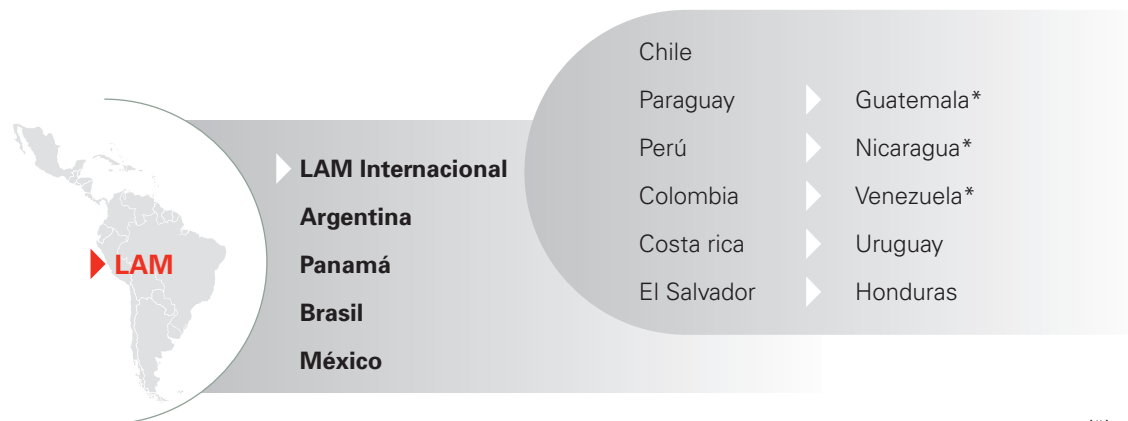 LAM
LAM Internacional
Argentina
Panamá
Brasil
México
Chile
Paraguay
Perú
Colombia
Costa rica
El Salvador
Guatemala*
Nicaragua*
Venezuela*
Uruguay
Honduras